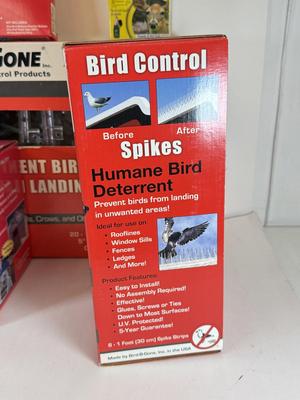 Bird Control
Before
After
Spikes
Humane Bird
Deterrent
Prevent birds from landing
in unwanted areas!
Ideal for use on:
• Rooflines
• Window Sills
• Fences
• Ledges
• And More!
Product Features:
• Easy to Install!
• No Assembly Required!
• Effective!
• Glues, Screws or Ties
Down to Most Surfaces!
• U.V. Protected!
• 5-Year Guarantee!
6 - 1 Foot (30 cm) Spike Strips
Made by Bird-B-Gone, Inc. in the USA
GONE Inc.
trol Products
ENT BIR
LANDIN
s, Crows, and O